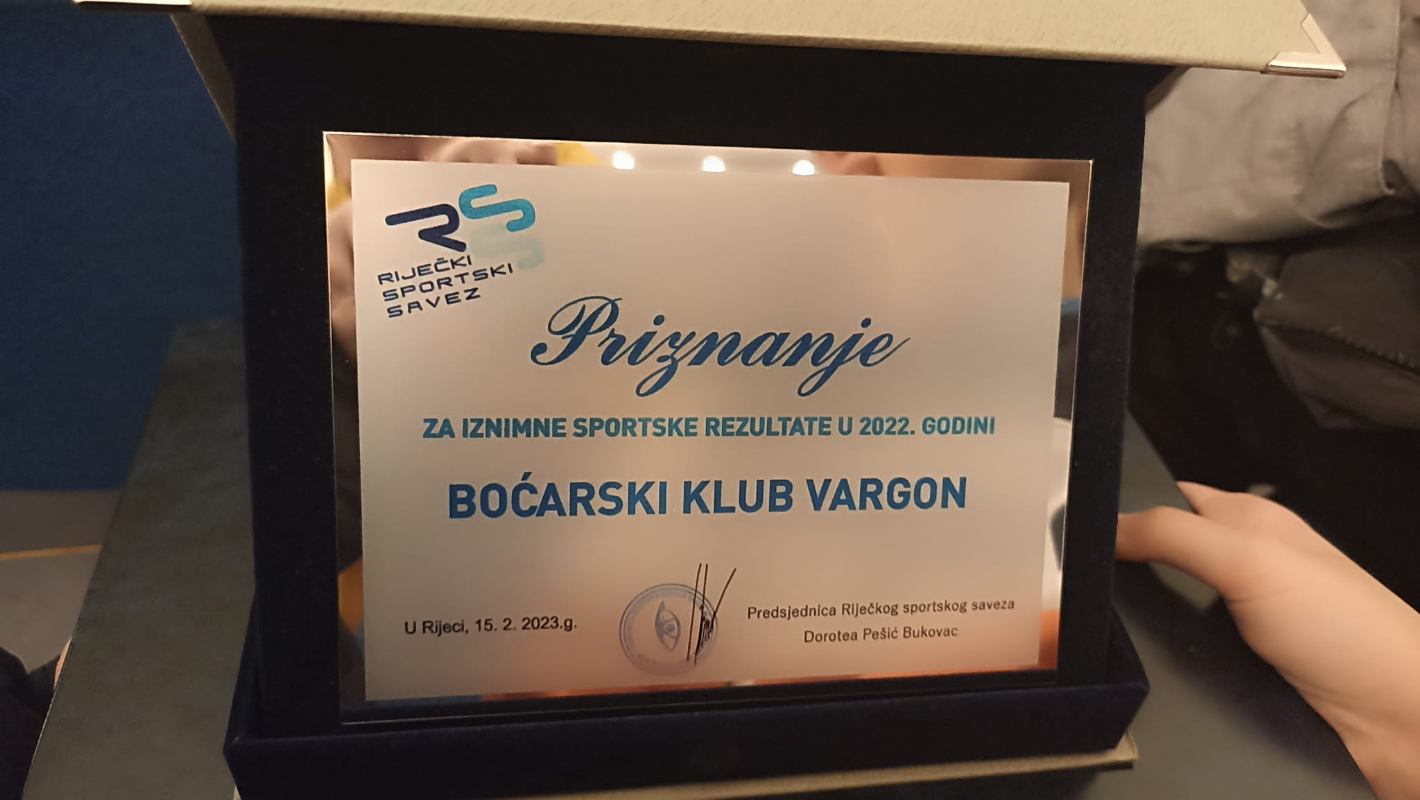 RS
RIJEČKI
SPORTSKI
SAVEZ
Priznanje
ZA IZNIMNE SPORTSKE REZULTATE U 2022. GODINI
BOĆARSKI KLUB VARGON
U Rijeci, 15. 2. 2023.g.
Predsjednica Riječkog sportskog saveza
Dorotea Pešić Bukovac